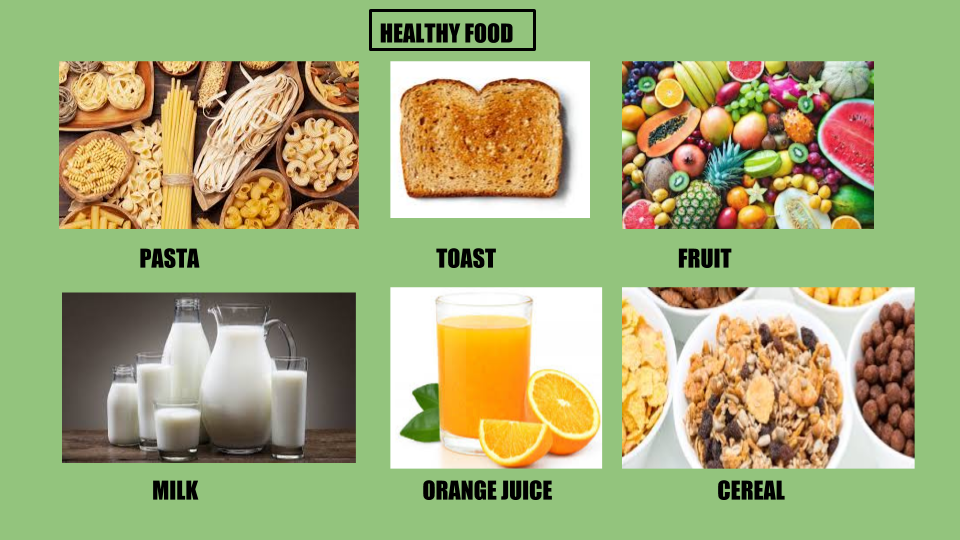 HEALTHY FOOD
PASTA
TOAST
FRUIT
MILK
ORANGE JUICE
CEREAL